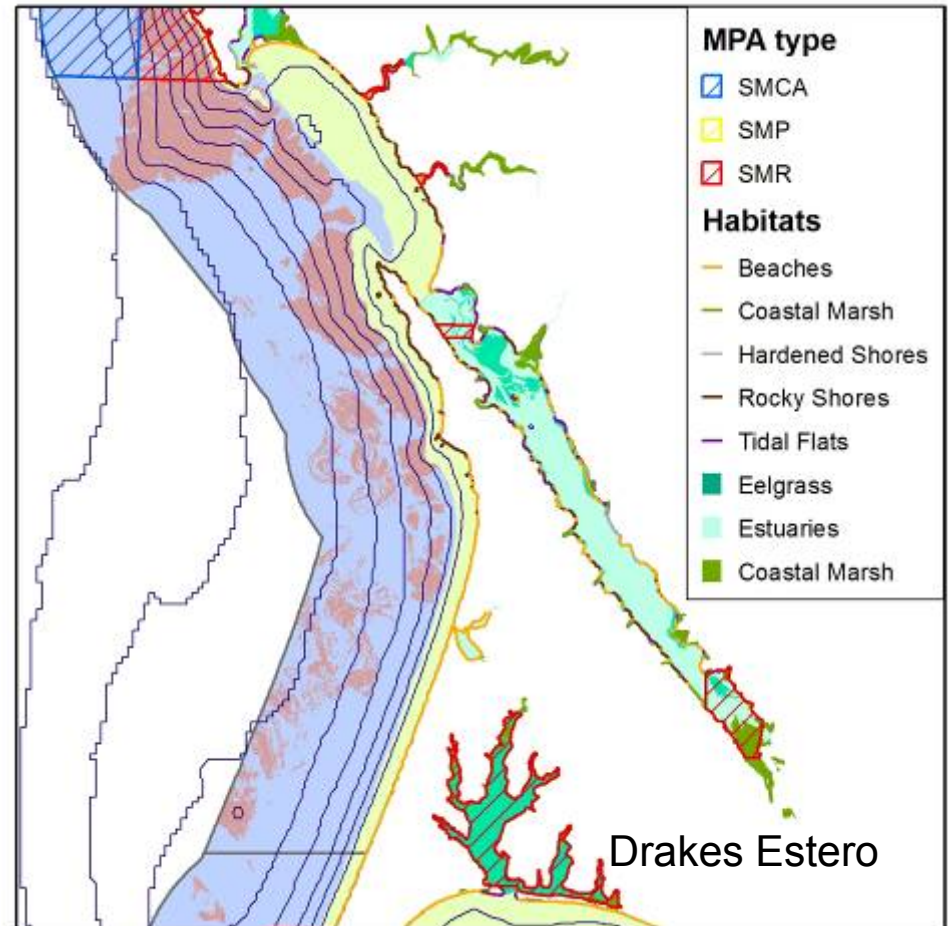 MPA type
SMCA
SMP
SMR
Habitats
Beaches
Coastal Marsh
Hardened Shores
Rocky Shores
Tidal Flats
Eelgrass
Estuaries
Coastal Marsh
Drakes Estero